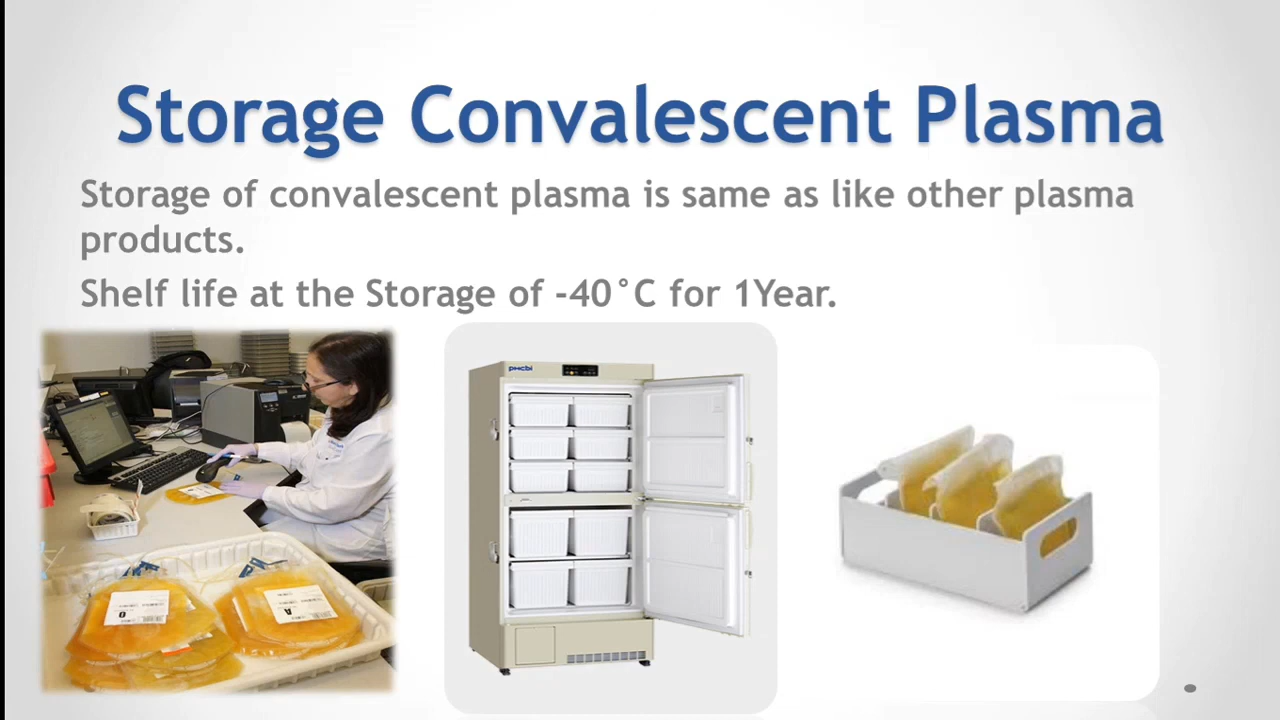 Storage Convalescent Plasma
Storage of convalescent plasma is same as like other plasma
products.
Shelf life at the Storage of -40°C for 1Year.
PHcbi
O
A